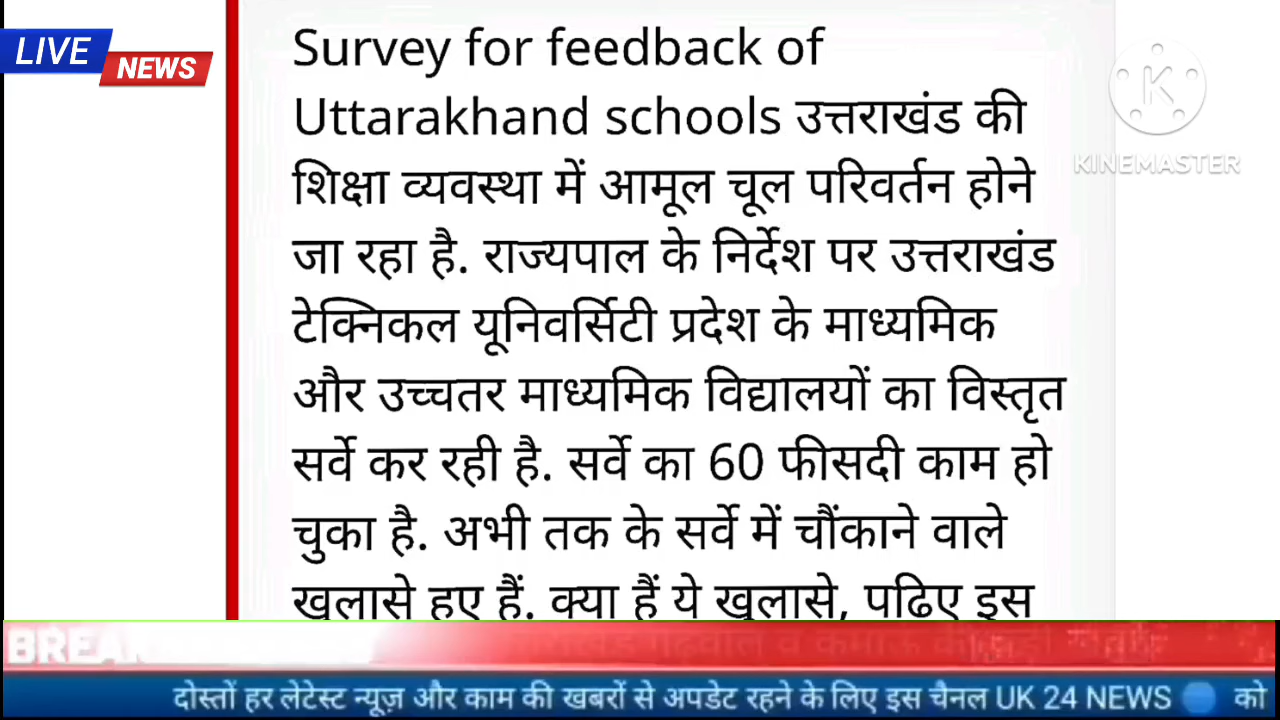 LIVE
NEWS
Survey for feedback of
Uttarakhand schools उत्तराखंड की
शिक्षा व्यवस्था में आमूल चूल परिवर्तन होने
जा रहा है. राज्यपाल के निर्देश पर उत्तराखंड
टेक्निकल यूनिवर्सिटी प्रदेश के माध्यमिक
और उच्चतर माध्यमिक विद्यालयों का विस्तृत
सर्वे कर रही है. सर्वे का 60 फीसदी काम हो
चुका है. अभी तक के सर्वे में चौंकाने वाले
खुलासे हुए हैं. क्या हैं ये खुलासे, पढ़िए इस
K
KINEMASTER
दोस्तों हर लेटेस्ट न्यूज़ और काम की खबरों से अपडेट रहने के लिए इस चैनल UK 24 NEWS को